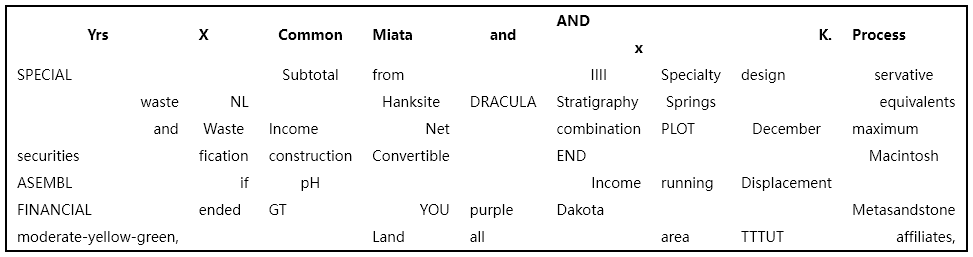 Yrs X Common Miata and AND x K. Process
SPECIAL Subtotal from IIII Specialty design servative
waste NL Hanksite DRACULA Stratigraphy Springs equivalents
and Waste Income Net combination PLOT December maximum
securities fication construction Convertible END Macintosh
ASEMBL if pH Income running Displacement
FINANCIAL ended GT YOU purple Dakota Metasandstone
moderate-yellow-green, Land all area TTTUT affiliates,